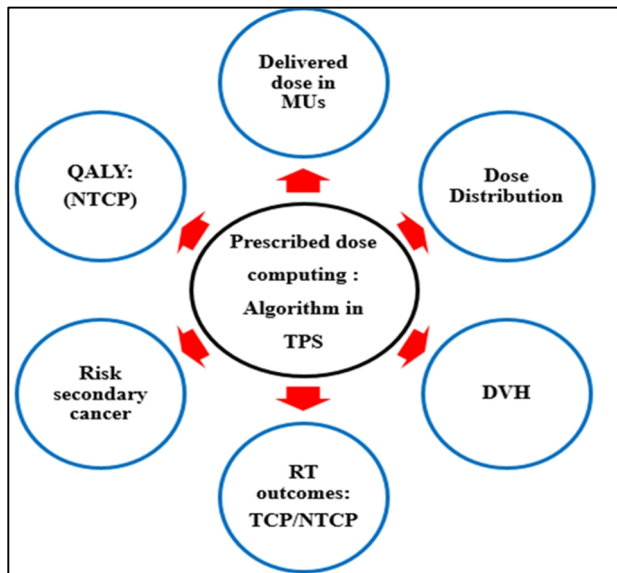 Delivered
dose in
MUs
QALY:
(NTCP)
Dose
Distribution
Prescribed dose
computing :
Algorithm in
TPS
Risk
secondary
cancer
DVH
RT
outcomes:
TCP/NTCP